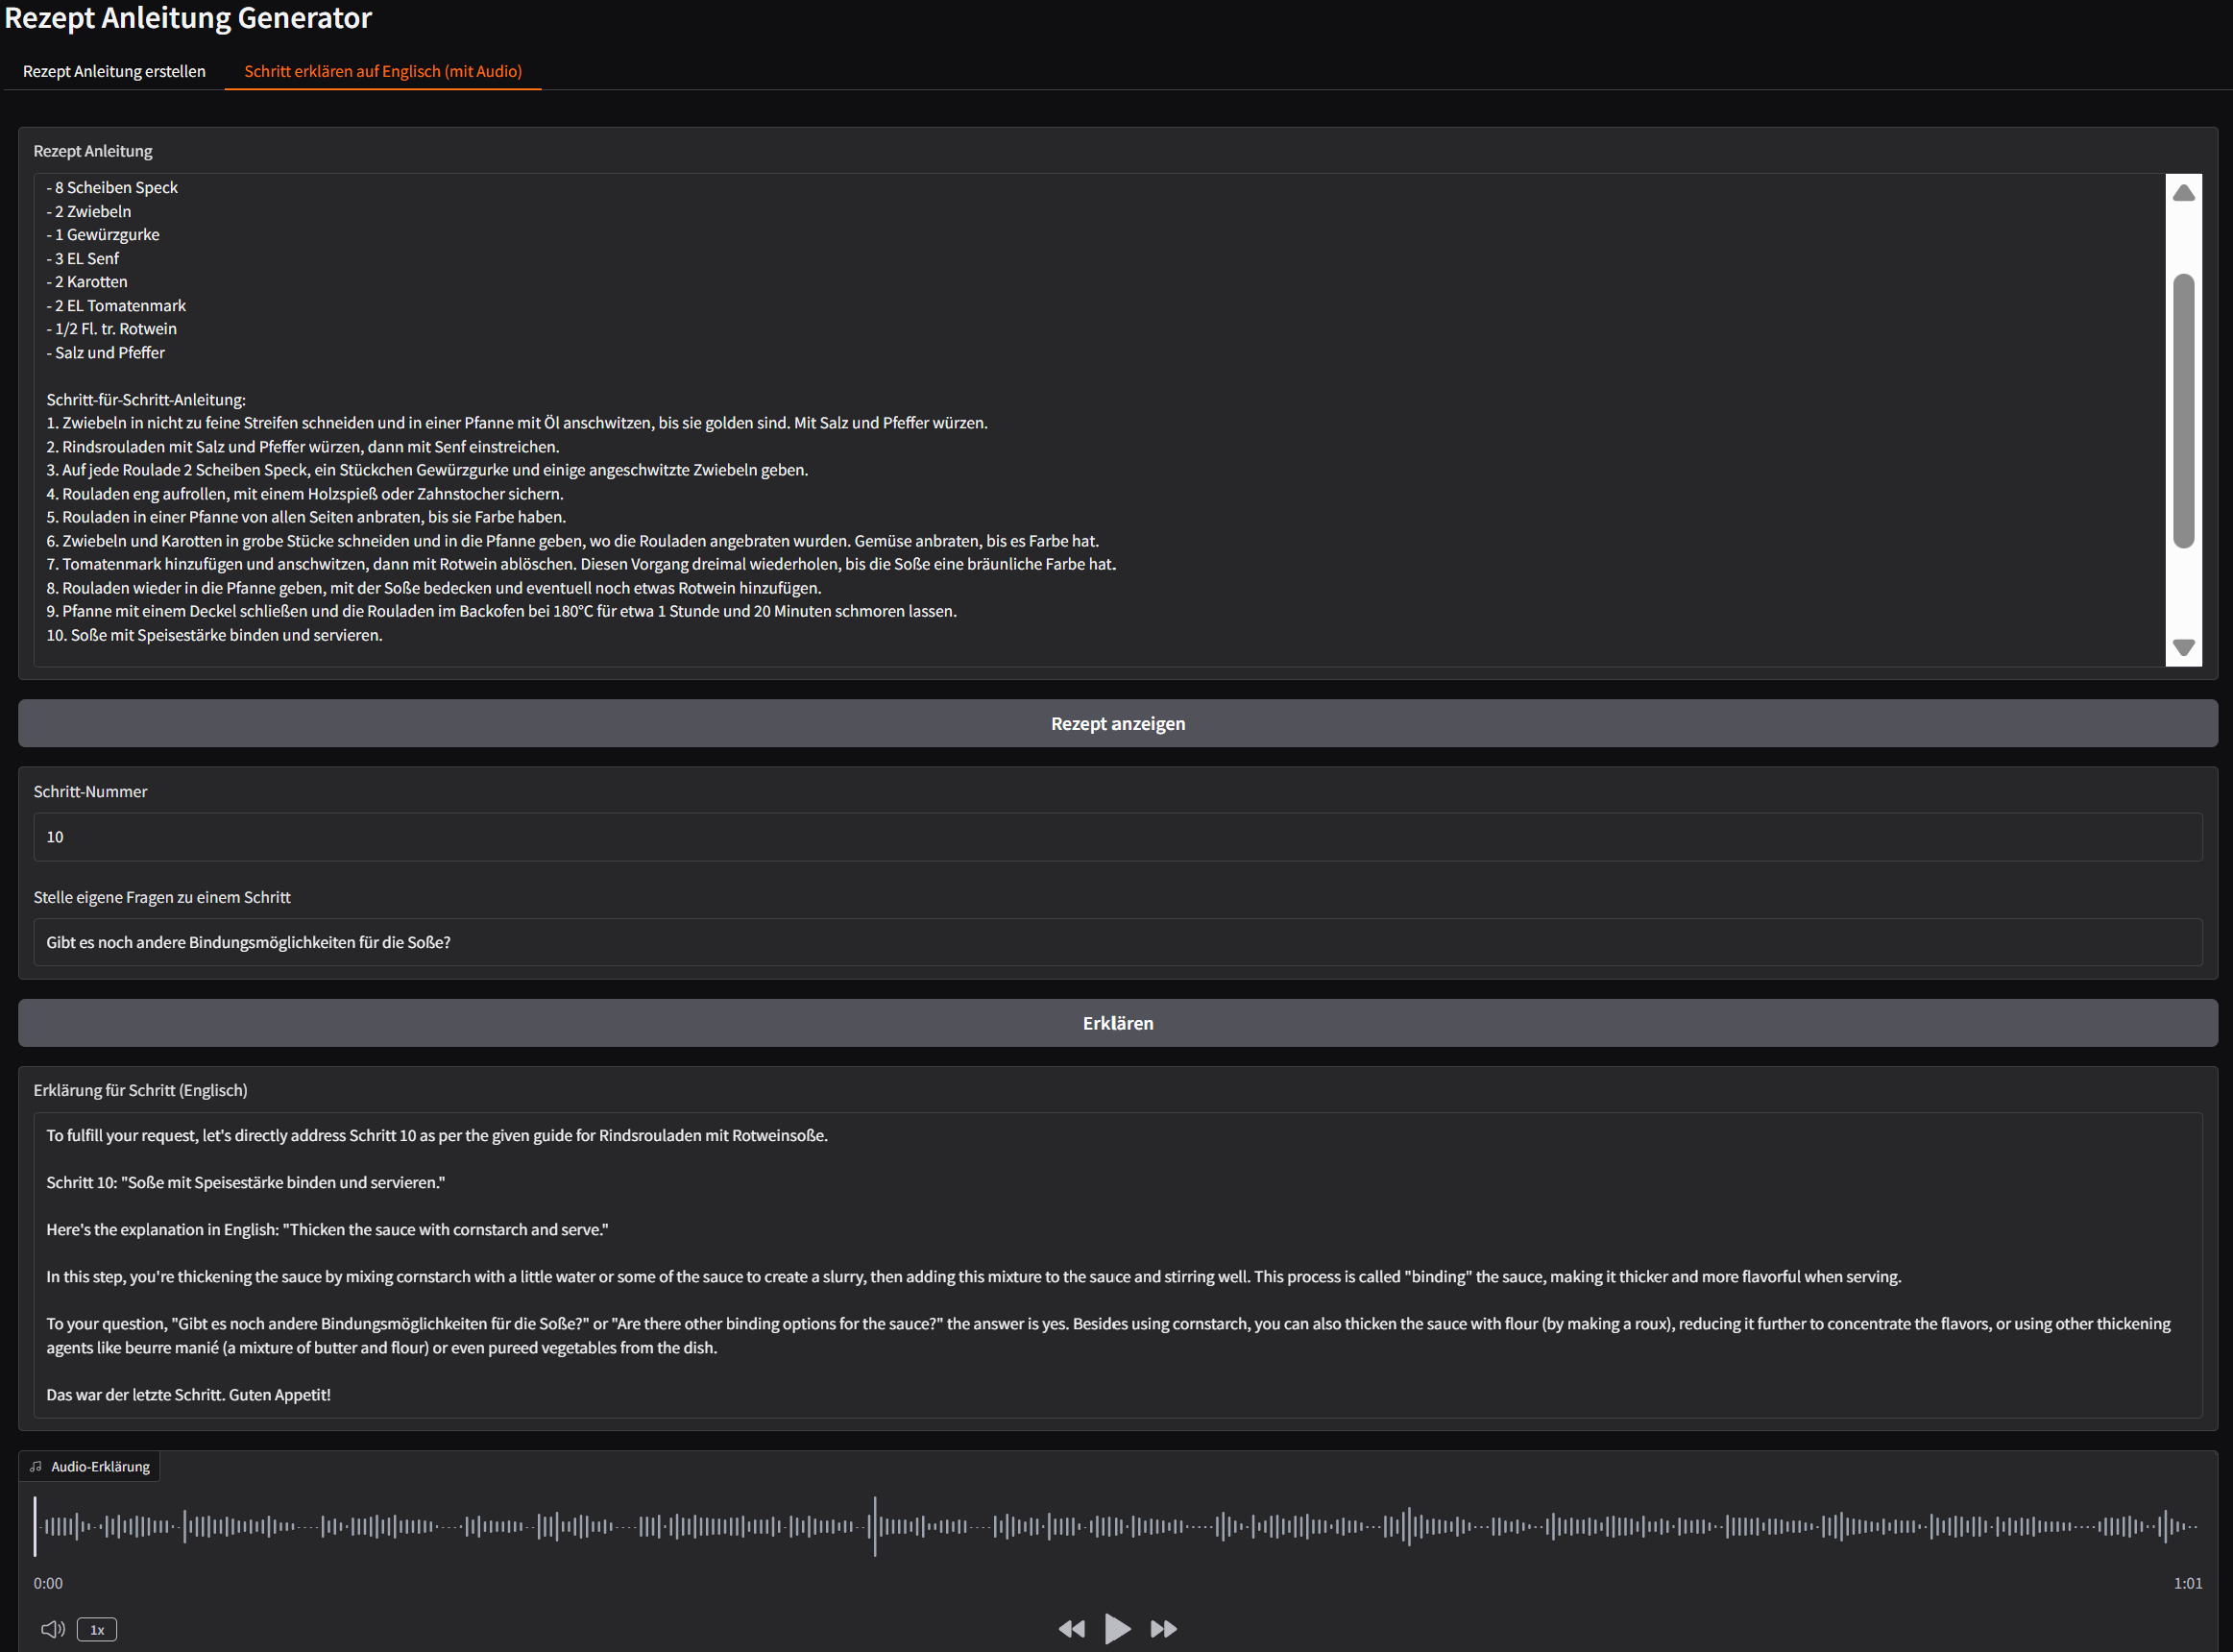 Rezept Anleitung Generator
Rezept Anleitung erstellen
Schritt erklären auf Englisch (mit Audio)
Rezept Anleitung
- 8 Scheiben Speck
- 2 Zwiebeln
- 1 Gewürzgurke
- 3 EL Senf
- 2 Karotten
- 2 EL Tomatenmark
- 1/2 Fl. tr. Rotwein
- Salz und Pfeffer
Schritt-für-Schritt-Anleitung:
1. Zwiebeln in nicht zu feine Streifen schneiden und in einer Pfanne mit Öl anschwitzen, bis sie golden sind. Mit Salz und Pfeffer würzen.
2. Rindsrouladen mit Salz und Pfeffer würzen, dann mit Senf einstreichen.
3. Auf jede Roulade 2 Scheiben Speck, ein Stückchen Gewürzgurke und einige angeschwitzte Zwiebeln geben.
4. Rouladen eng aufrollen, mit einem Holzspieß oder Zahnstocher sichern.
5. Rouladen in einer Pfanne von allen Seiten anbraten, bis sie Farbe haben.
6. Zwiebeln und Karotten in grobe Stücke schneiden und in die Pfanne geben, wo die Rouladen angebraten wurden. Gemüse anbraten, bis es Farbe hat.
7. Tomatenmark hinzufügen und anschwitzen, dann mit Rotwein ablöschen. Diesen Vorgang dreimal wiederholen, bis die Soße eine bräunliche Farbe hat.
8. Rouladen wieder in die Pfanne geben, mit der Soße bedecken und eventuell noch etwas Rotwein hinzufügen.
9. Pfanne mit einem Deckel schließen und die Rouladen im Backofen bei 180°C für etwa 1 Stunde und 20 Minuten schmoren lassen.
10. Soße mit Speisestärke binden und servieren.
Rezept anzeigen
Schritt-Nummer
10
Stelle eigene Fragen zu einem Schritt
Gibt es noch andere Bindungsmöglichkeiten für die Soße?
Erklären
Erklärung für Schritt (Englisch)
To fulfill your request, let's directly address Schritt 10 as per the given guide for Rindsrouladen mit Rotweinsoße.
Schritt 10: "Soße mit Speisestärke binden und servieren."
Here's the explanation in English: "Thicken the sauce with cornstarch and serve."
In this step, you're thickening the sauce by mixing cornstarch with a little water or some of the sauce to create a slurry, then adding this mixture to the sauce and stirring well. This process is called "binding" the sauce, making it thicker and more flavorful when serving.
To your question, "Gibt es noch andere Bindungsmöglichkeiten für die Soße?" or "Are there other binding options for the sauce?" the answer is yes. Besides using cornstarch, you can also thicken the sauce with flour (by making a roux), reducing it further to concentrate the flavors, or using other thickening
agents like beurre manié (a mixture of butter and flour) or even pureed vegetables from the dish.
Das war der letzte Schritt. Guten Appetit!
Audio-Erklärung
0:00
1:01
1x